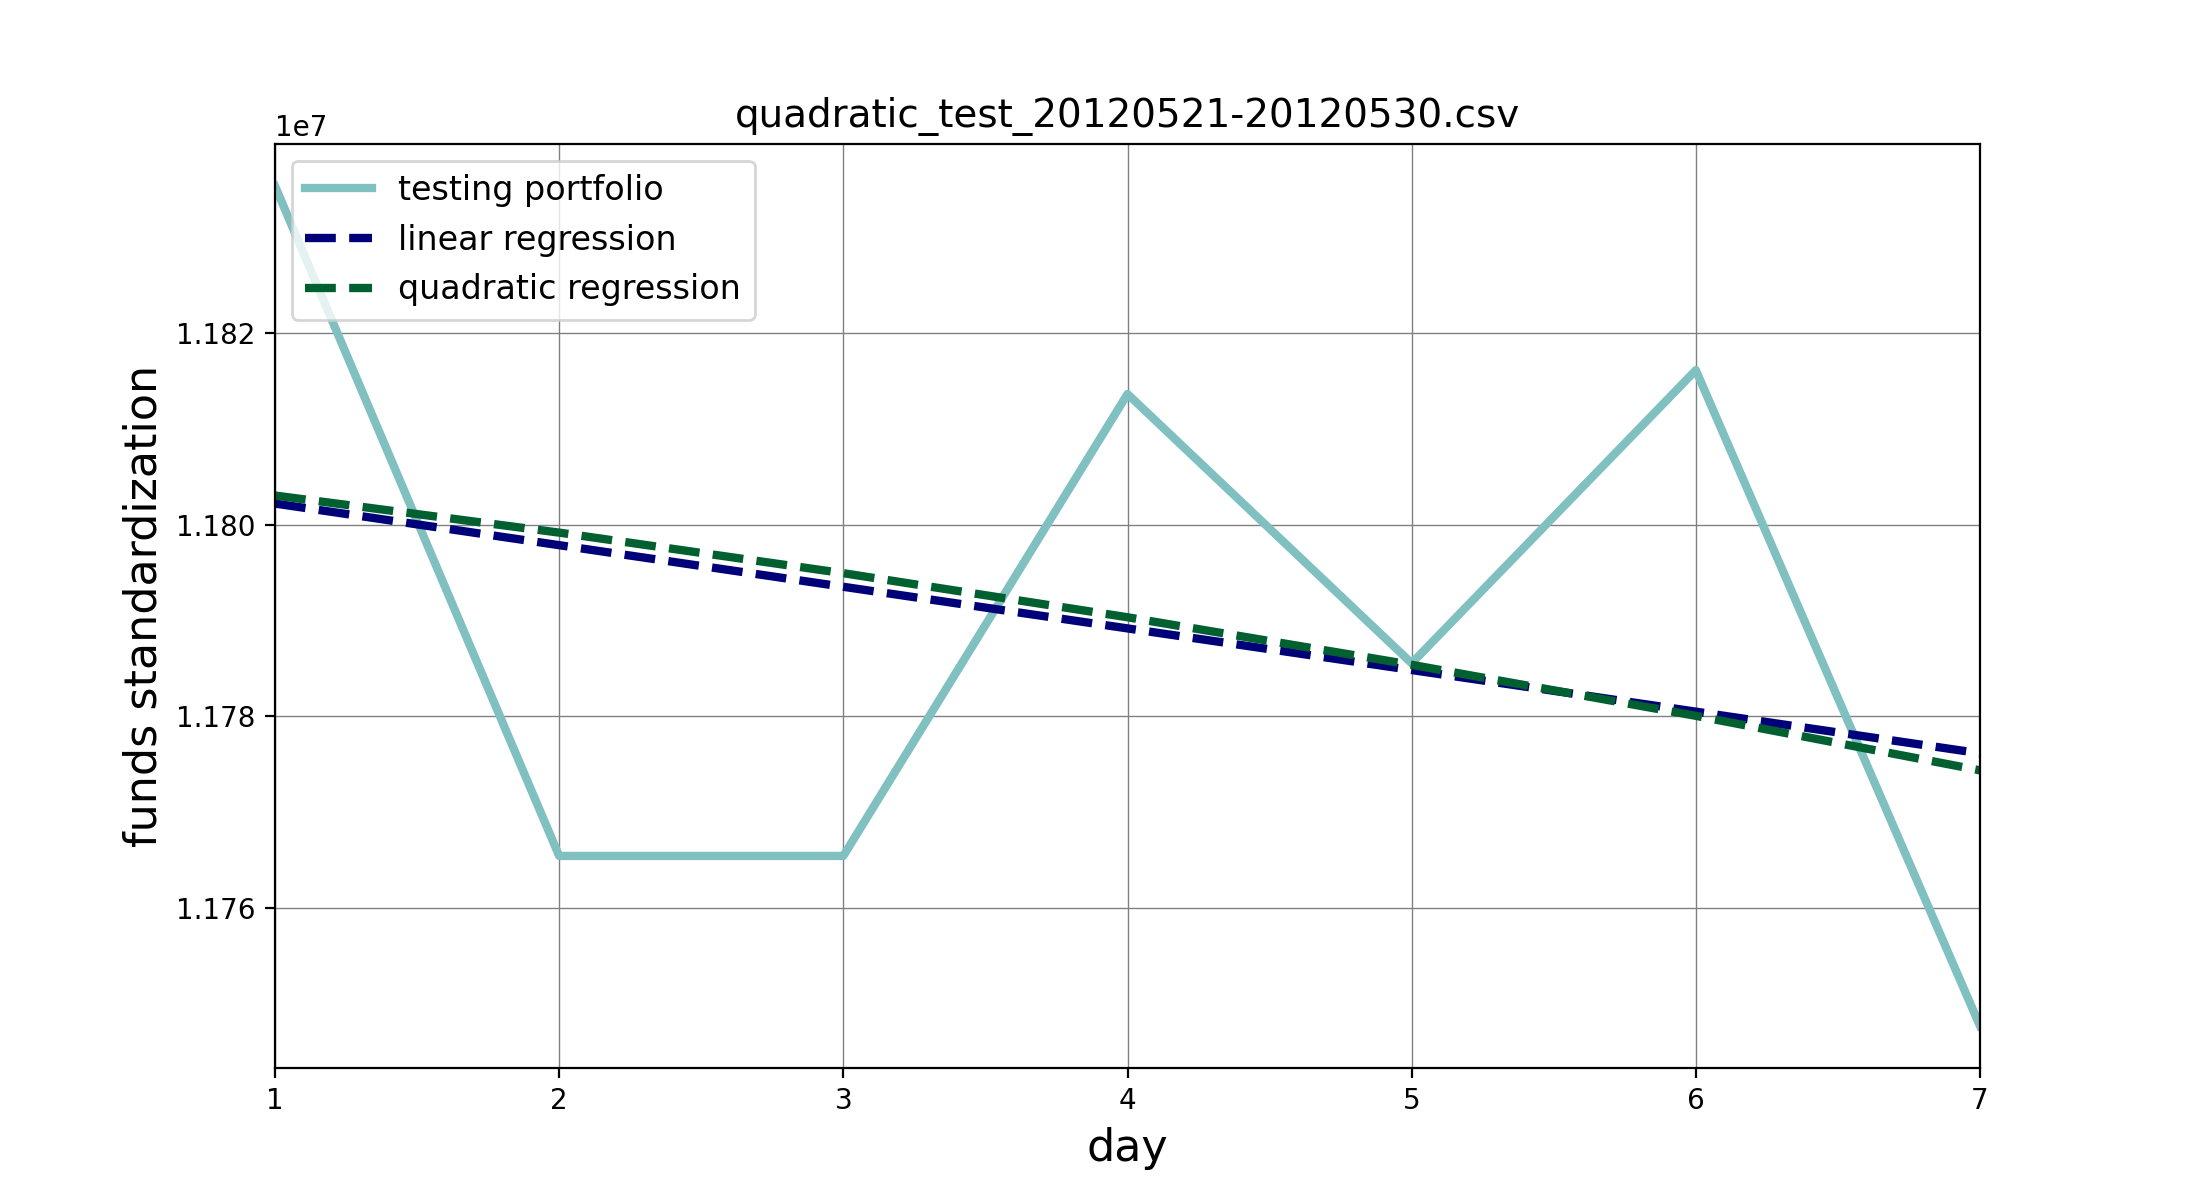 quadratic_test_20120521-20120530.csv
1e7
testing portfolio
linear regression
quadratic regression
1.182
1.180
1.178
1.176
funds standardization
1 2 3 4 5 6 7
day